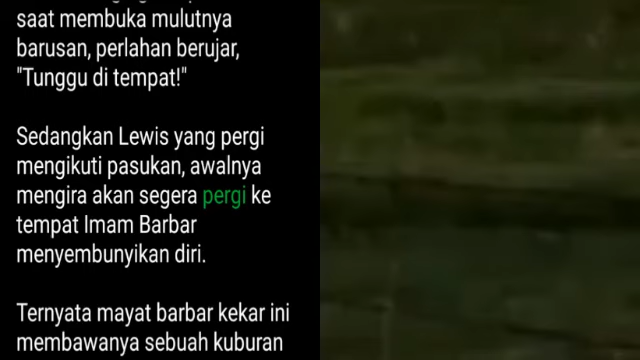 saat membuka mulutnya
barusan, perlahan berujar,
"Tunggu di tempat!"
Sedangkan Lewis yang pergi
mengikuti pasukan, awalnya
mengira akan segera pergi ke
tempat Imam Barbar
menyembunyikan diri.
Ternyata mayat barbar kekar ini
membawanya sebuah kuburan